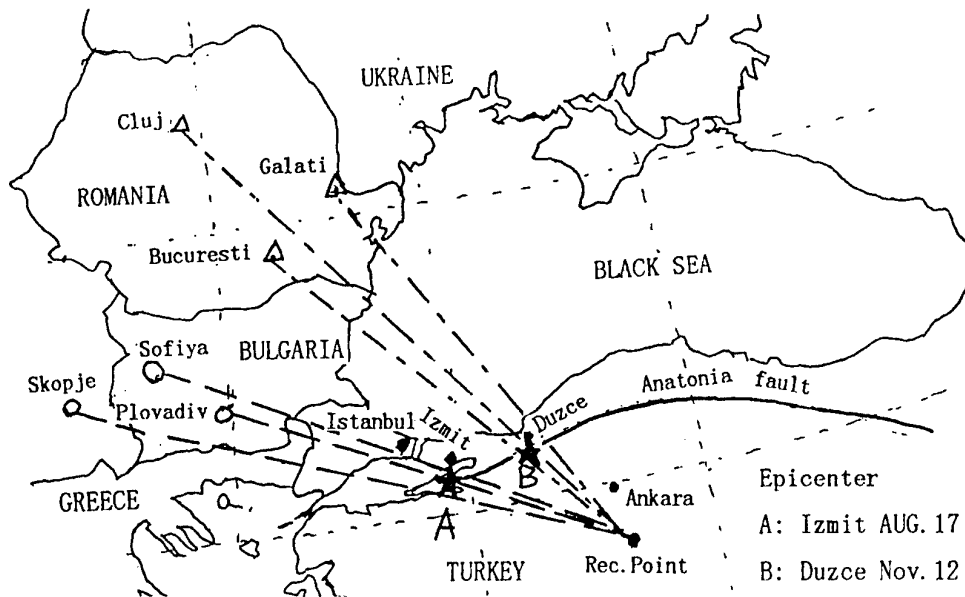 UKRAINE
Cluj
Galati
ROMANIA
Bucuresti
BLACK SEA
Sofiya
BULGARIA
Skopje
Anatonia fault
Plovadiv
Istanbul
Izmit
Duzce
B
GREECE
Ankara
Epicenter
A
A: Izmit AUG. 17
TURKEY
Rec. Point
B: Duzce Nov. 12